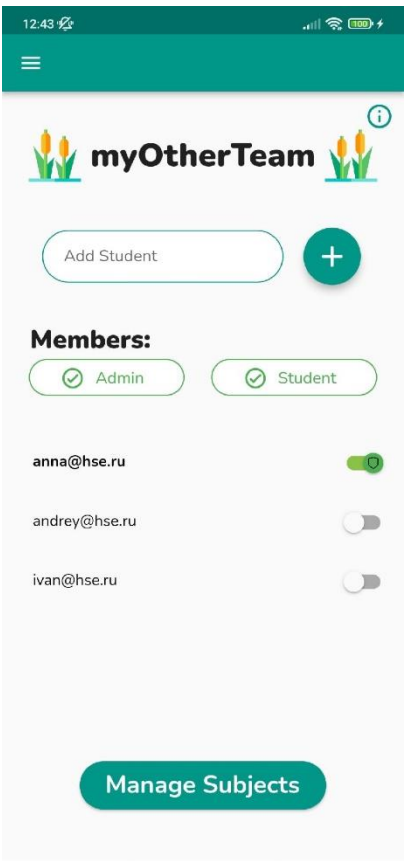 12:43
100
myOtherTeam
Add Student
Members:
Admin Student
anna@hse.ru
andrey@hse.ru
ivan@hse.ru
Manage Subjects